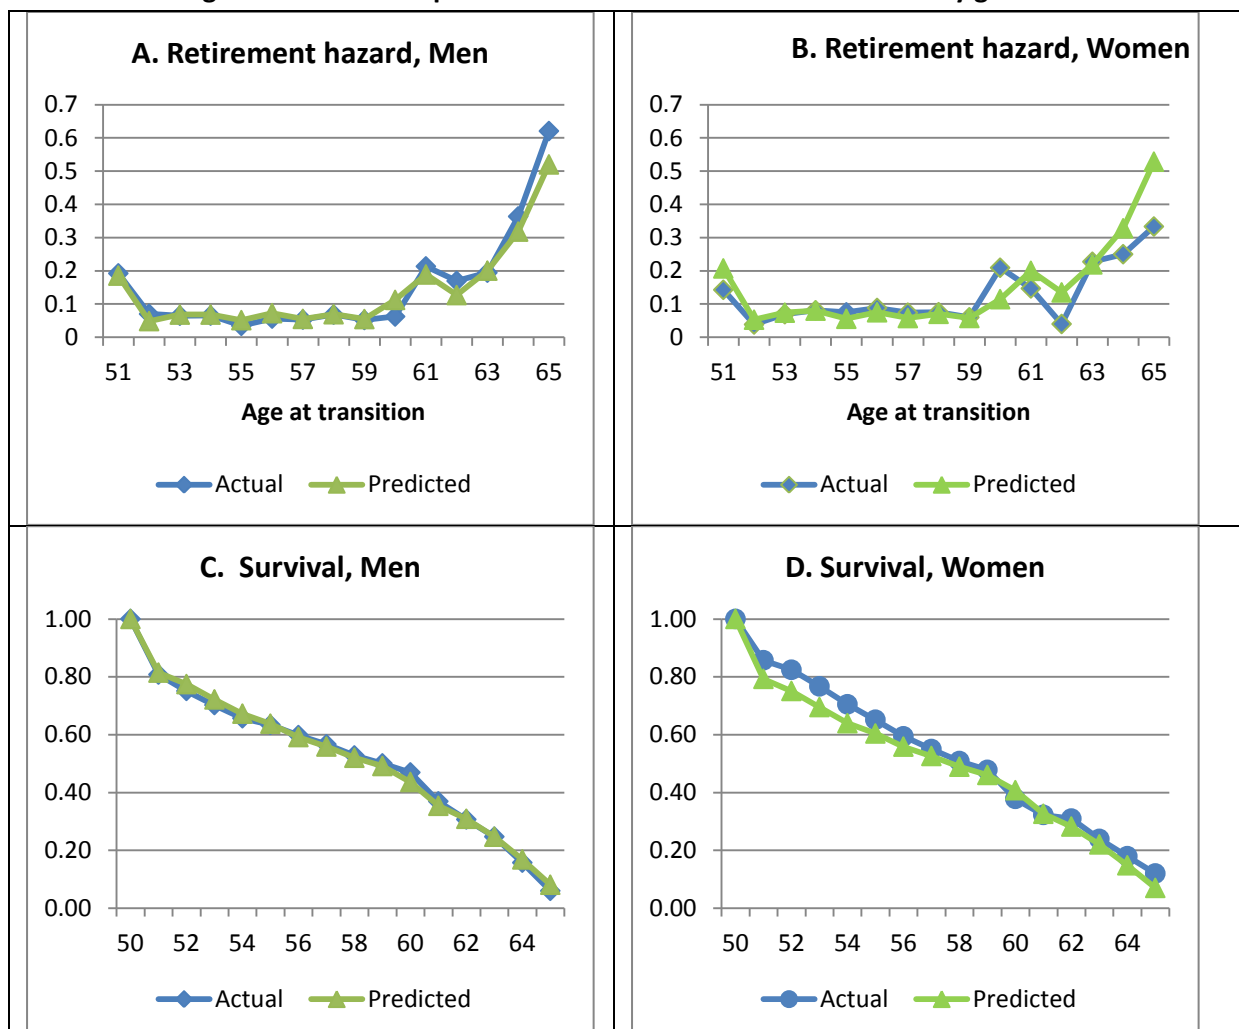 A. Retirement hazard, Men
0.7
0.6
0.5
0.4
0.3
0.2
0.1
0
51 53 55 57 59 61 63 65
Age at transition
Actual Predicted
B. Retirement hazard, Women
0.7
0.6
0.5
0.4
0.3
0.2
0.1
0
51 53 55 57 59 61 63 65
Age at transition
Actual Predicted
C. Survival, Men
1.00
0.80
0.60
0.40
0.20
0.00
50 52 54 56 58 60 62 64
Actual Predicted
D. Survival, Women
1.00
0.80
0.60
0.40
0.20
0.00
50 52 54 56 58 60 62 64
Actual Predicted